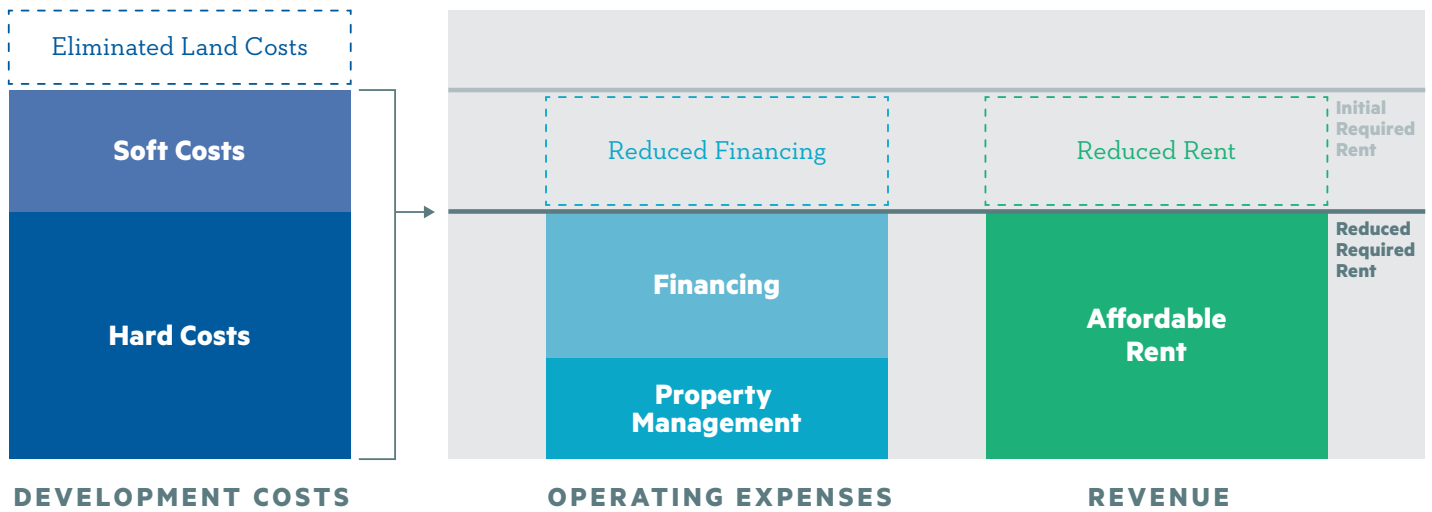 Eliminated Land Costs
Soft Costs
Hard Costs
DEVELOPMENT COSTS
Reduced Financing
Financing
Property
Management
OPERATING EXPENSES
Reduced Rent
Affordable
Rent
REVENUE
Initial
Required
Rent
Reduced
Required
Rent